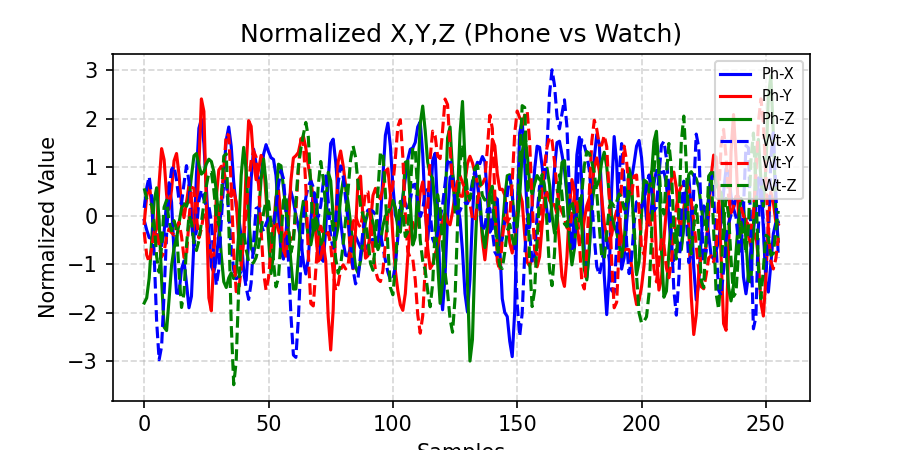 Normalized X,Y,Z (Phone vs Watch)
Normalized Value
3
2
1
0
−1
−2
−3
0 50 100 150 200 250
Samples
Ph-X
Ph-Y
Ph-Z
Wt-X
Wt-Y
Wt-Z